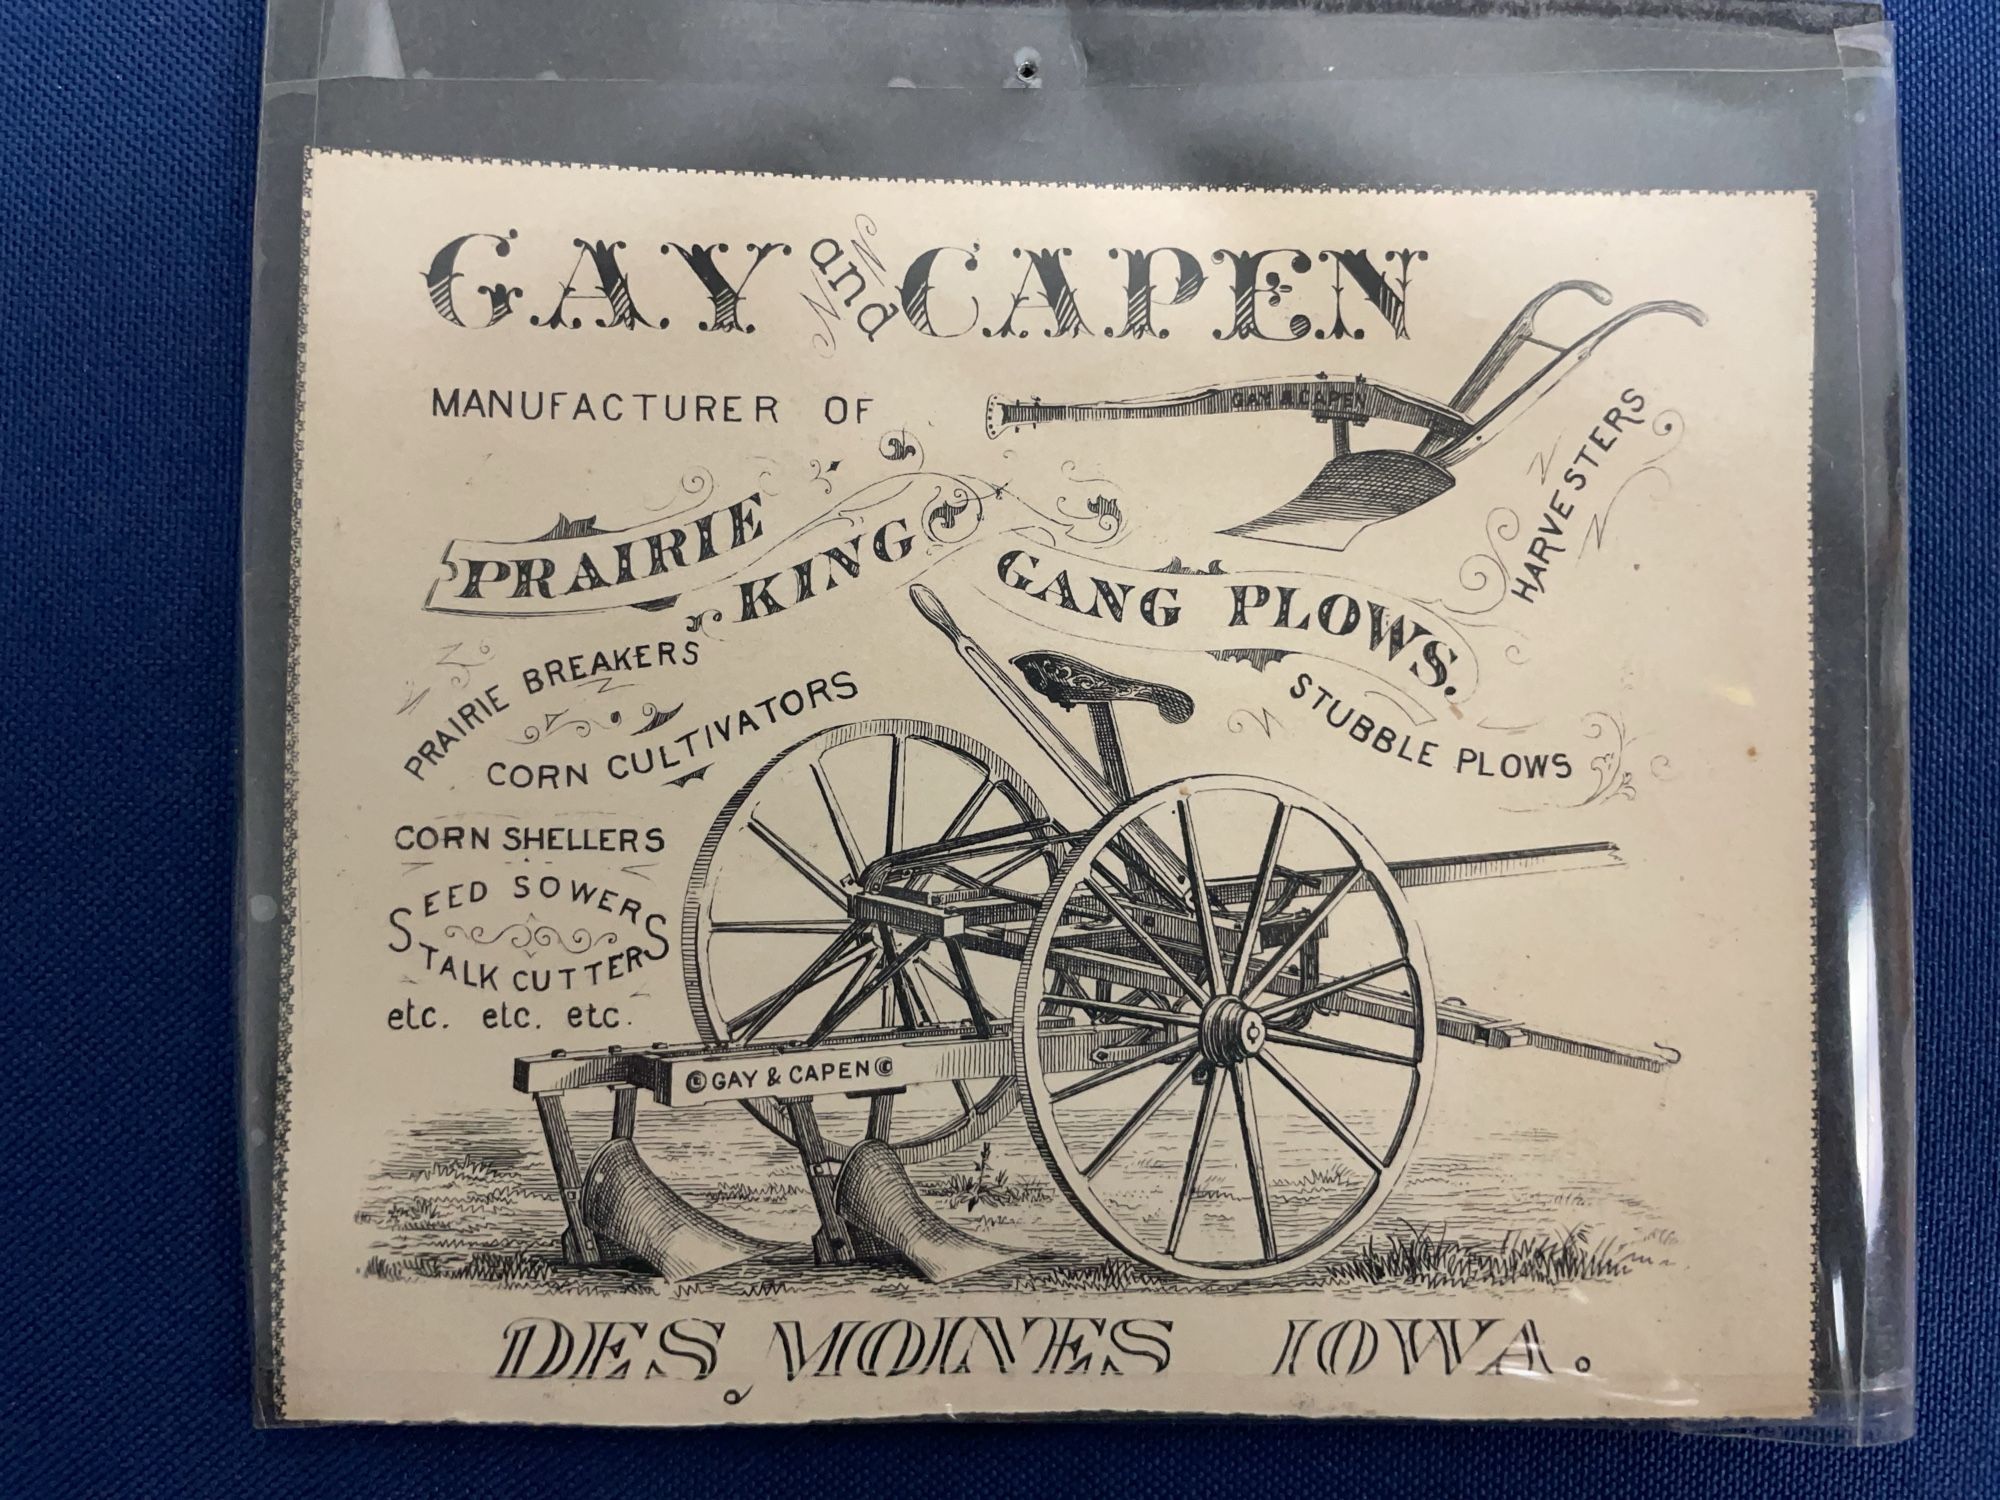 GAY and CAPEN
MANUFACTURER OF
GAY & CAPEN
PRAIRIE KING GANG PLOWS.
HARVESTERS
PRAIRIE BREAKERS
CORN CULTIVATORS
STUBBLE PLOWS
CORN SHELLERS
SEED SOWERS
STALK CUTTERS
etc. etc. etc.
GAY & CAPEN
DES MOINES IOWA.